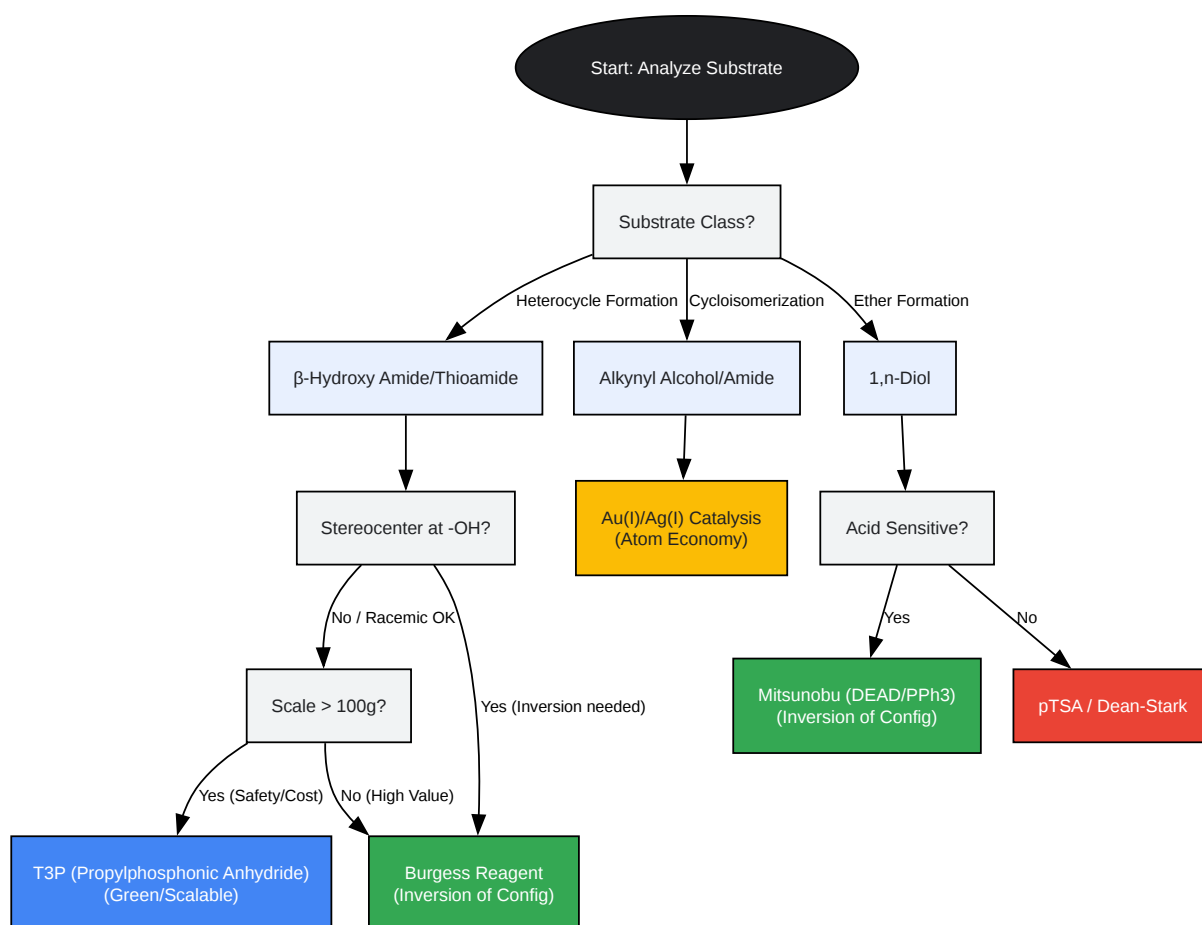 Start: Analyze Substrate
Substrate Class?
Heterocycle Formation
Cycloisomerization
Ether Formation
β-Hydroxy Amide/Thioamide
Alkynyl Alcohol/Amide
1,n-Diol
Stereocenter at -OH?
Au(I)/Ag(I) Catalysis
(Atom Economy)
Acid Sensitive?
No / Racemic OK
Yes
No
Scale > 100g?
Yes (Inversion needed)
Mitsunobu (DEAD/PPh3)
(Inversion of Config)
pTSA / Dean-Stark
Yes (Safety/Cost)
No (High Value)
T3P (Propylphosphonic Anhydride)
(Green/Scalable)
Burgess Reagent
(Inversion of Config)